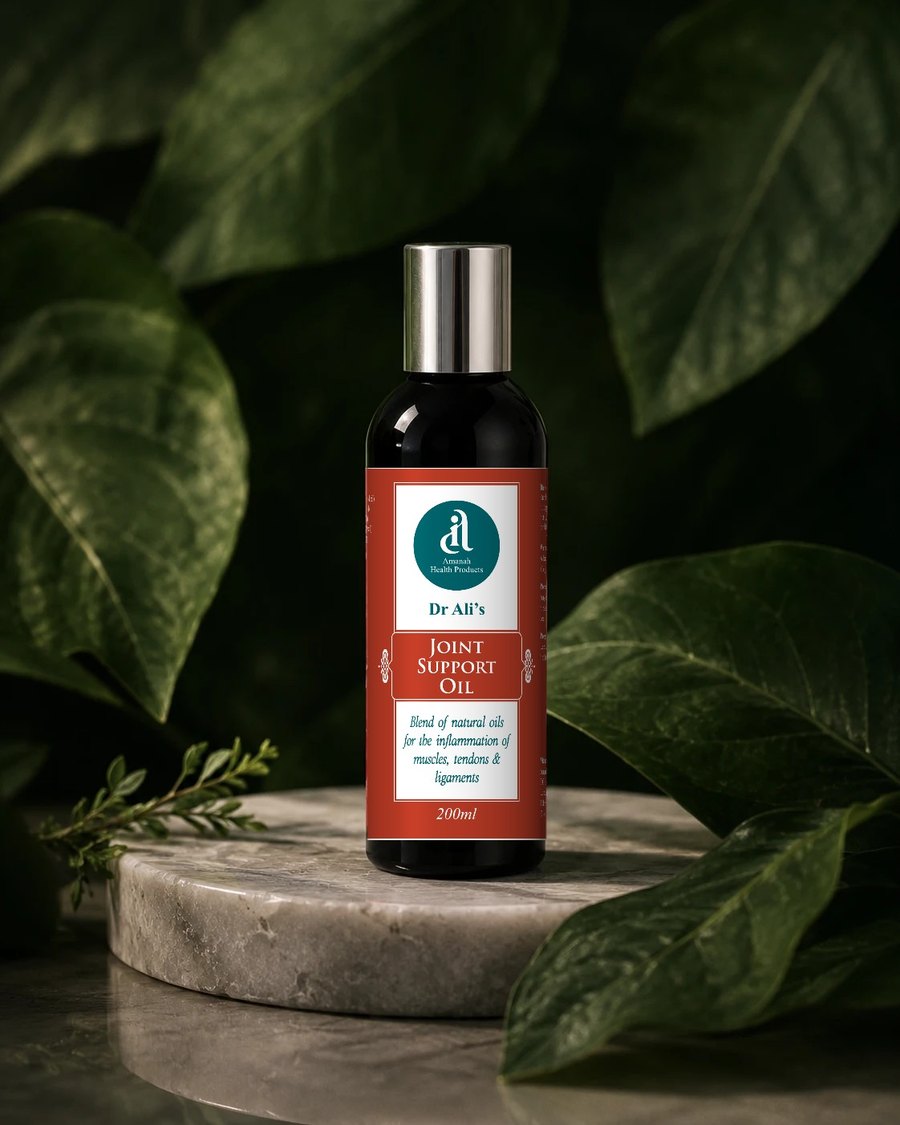 Amanah
Health Products
Dr Ali's
JOINT
SUPPORT
OIL
Blend of natural oils
for the inflammation of
muscles, tendons &
ligaments
200ml